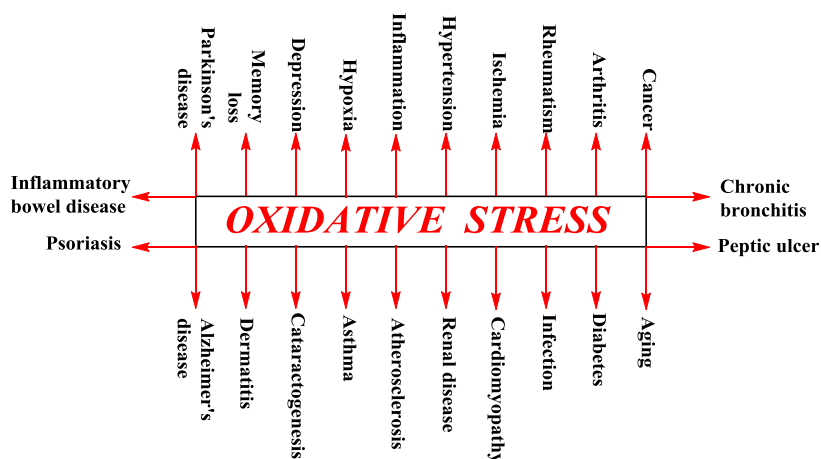 Parkinson's
disease
Memory
loss
Depression
Hypoxia
Inflammation
Hypertension
Ischemia
Rheumatism
Arthritis
Cancer
Inflammatory
bowel disease
Chronic
bronchitis
OXIDATIVE STRESS
Psoriasis
Peptic ulcer
Alzheimer's
disease
Dermatitis
Cataractogenesis
Asthma
Atherosclerosis
Renal disease
Cardiomyopathy
Infection
Diabetes
Aging